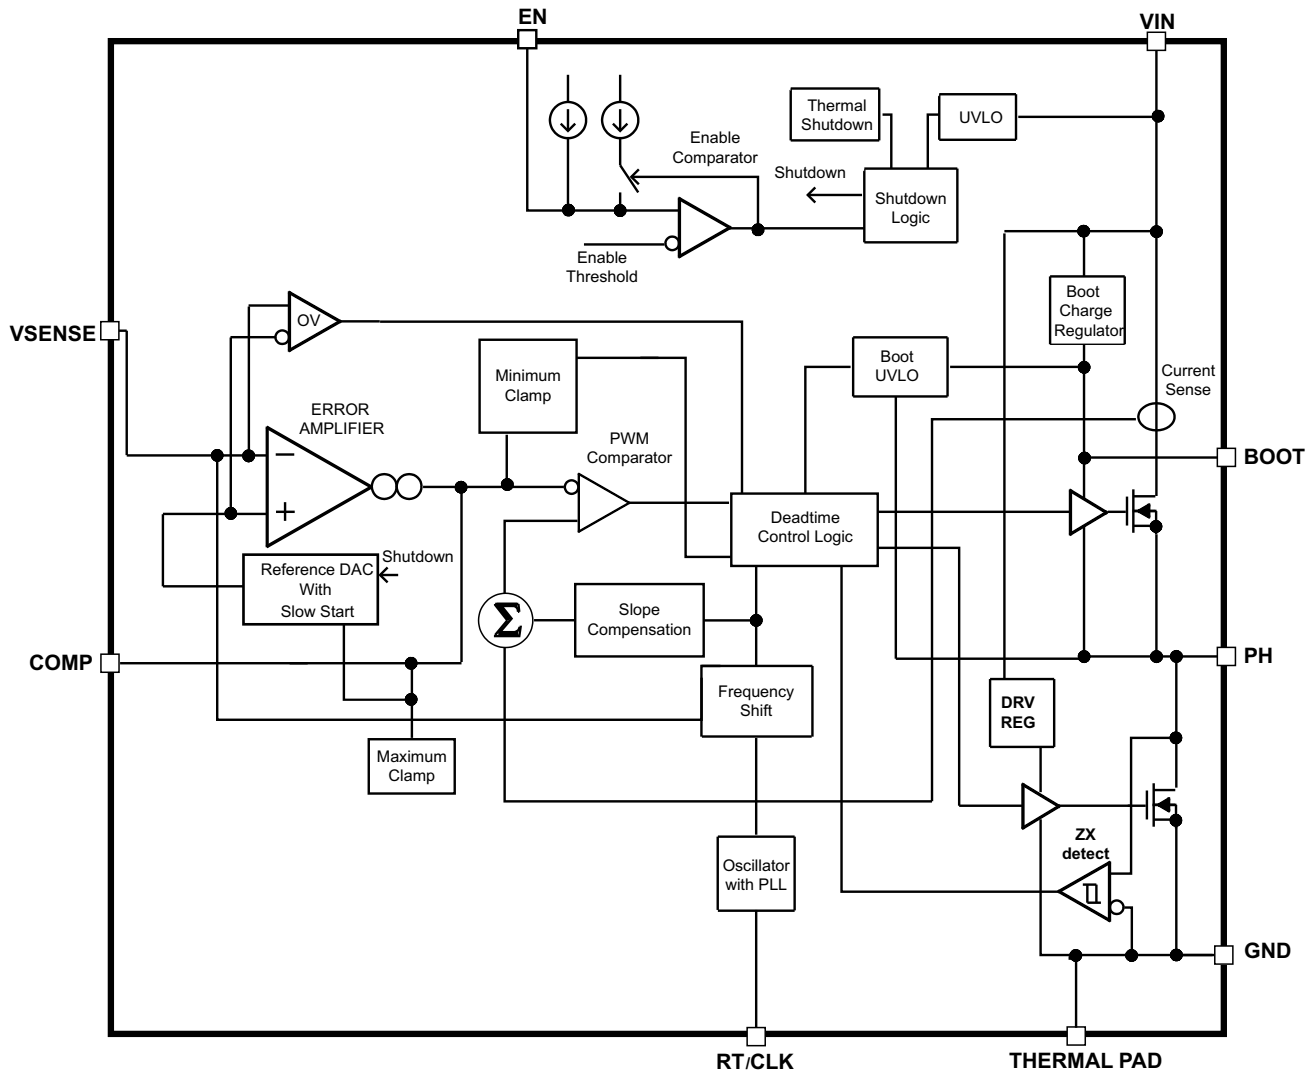 EN
VIN
Thermal
Shutdown
UVLO
Enable
Comparator
Shutdown
Shutdown
Logic
Enable
Threshold
Boot
Charge
Regulator
OV
VSENSE
Boot
UVLO
Current
Sense
Minimum
Clamp
ERROR
AMPLIFIER
PWM
Comparator
BOOT
−
+
Deadtime
Control Logic
Shutdown
Reference DAC
With
Slow Start
Σ
Slope
Compensation
COMP
PH
Frequency
Shift
DRV
REG
Maximum
Clamp
ZX
detect
Oscillator
with PLL
GND
RT/CLK
THERMAL PAD